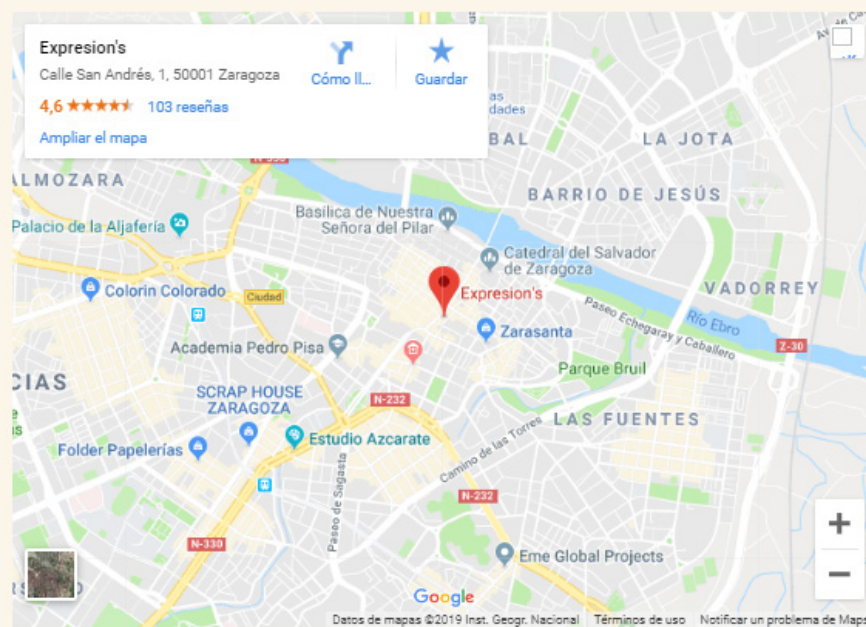 Expresion's
Calle San Andrés, 1, 50001 Zaragoza
4,6
103 reseñas
Ampliar el mapa
Cómo ll...
Guardar
BAL
LA JOTA
ALMOZARA
BARRIO DE JESÚS
Basílica de Nuestra
Señora del Pilar
Palacio de la Aljafería
Catedral del Salvador
de Zaragoza
Colorin Colorado
Ciudad
Expresion's
VADORREY
Paseo Echegaray y Caballero
Río Ebro
Zarasanta
Academia Pedro Pisa
Z-30
Parque Bruil
CIAS
SCRAP HOUSE
ZARAGOZA
N-232
LAS FUENTES
Estudio Azcarate
Folder Papelerías
Camino de las Torres
Paseo de Sagasta
N-232
N-330
Eme Global Projects
Google
Datos de mapas ©2019 Inst. Geogr. Nacional
Términos de uso
Notificar un problema de Map